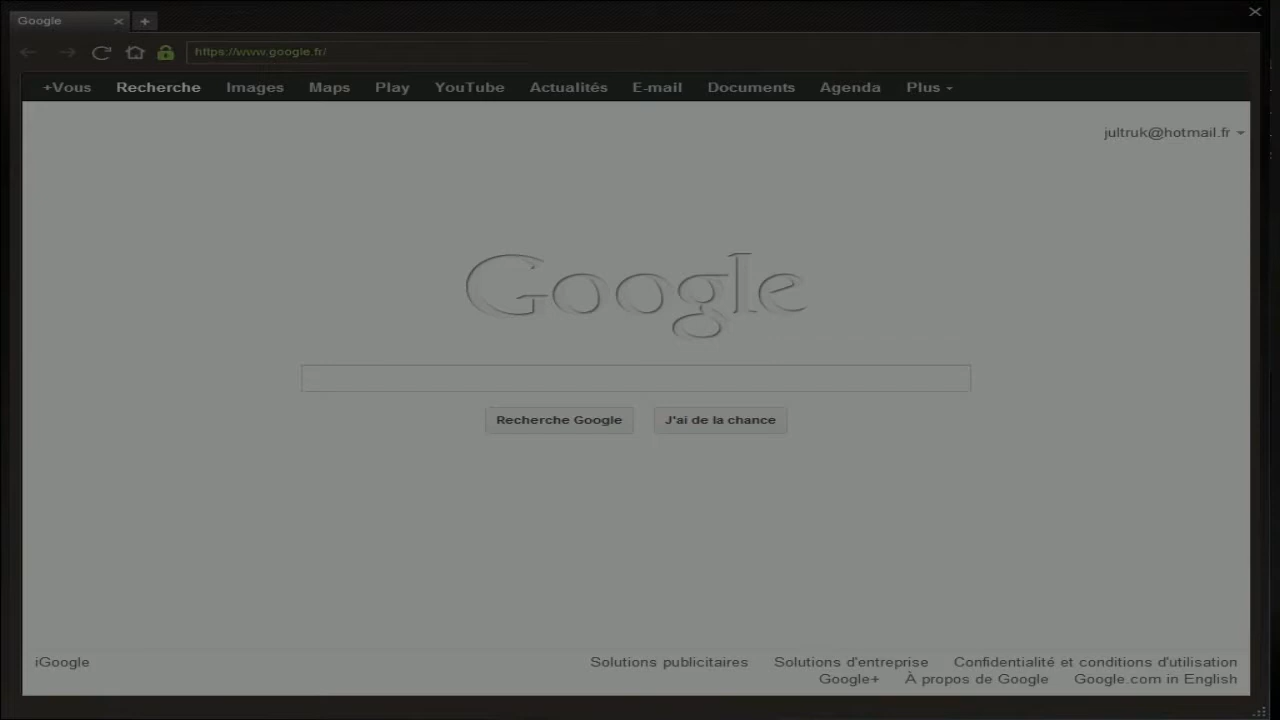 Google
https://www.google.fr/
+Vous Recherche Images Maps Play YouTube Actualités E-mail Documents Agenda Plus
jultruk@hotmail.fr
Google
Recherche Google J'ai de la chance
iGoogle Solutions publicitaires Solutions d'entreprise Confidentialité et conditions d'utilisation
Google+ À propos de Google Google.com in English